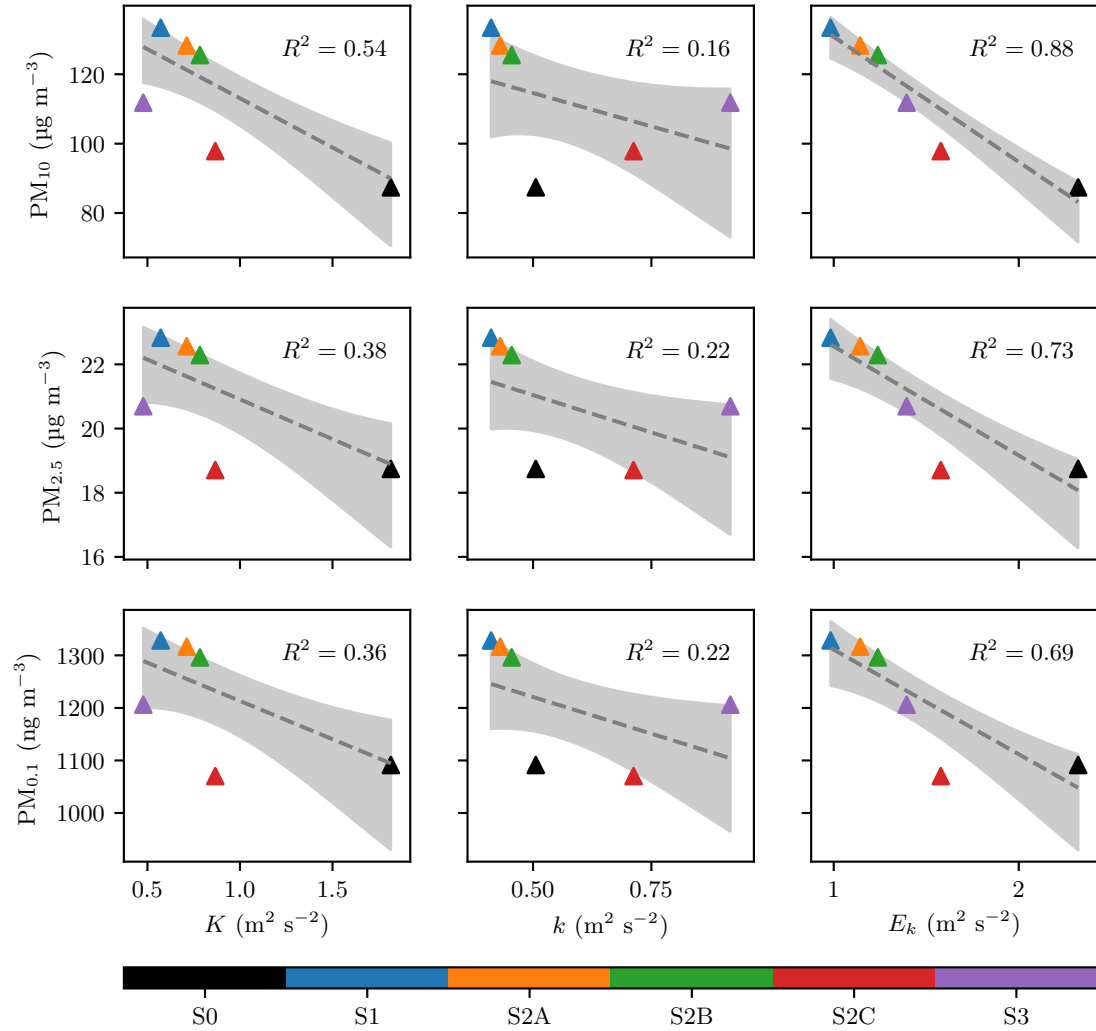 PM₁₀ (µg m⁻³)
120
100
80
R² = 0.54
R² = 0.16
R² = 0.88
PM₂.₅ (µg m⁻³)
22
20
18
16
R² = 0.38
R² = 0.22
R² = 0.73
PM₀.₁ (ng m⁻³)
1300
1200
1100
1000
R² = 0.36
R² = 0.22
R² = 0.69
0.5 1.0 1.5
0.50 0.75
1 2
K (m² s⁻²)
k (m² s⁻²)
Eₖ (m² s⁻²)
S0 S1 S2A S2B S2C S3